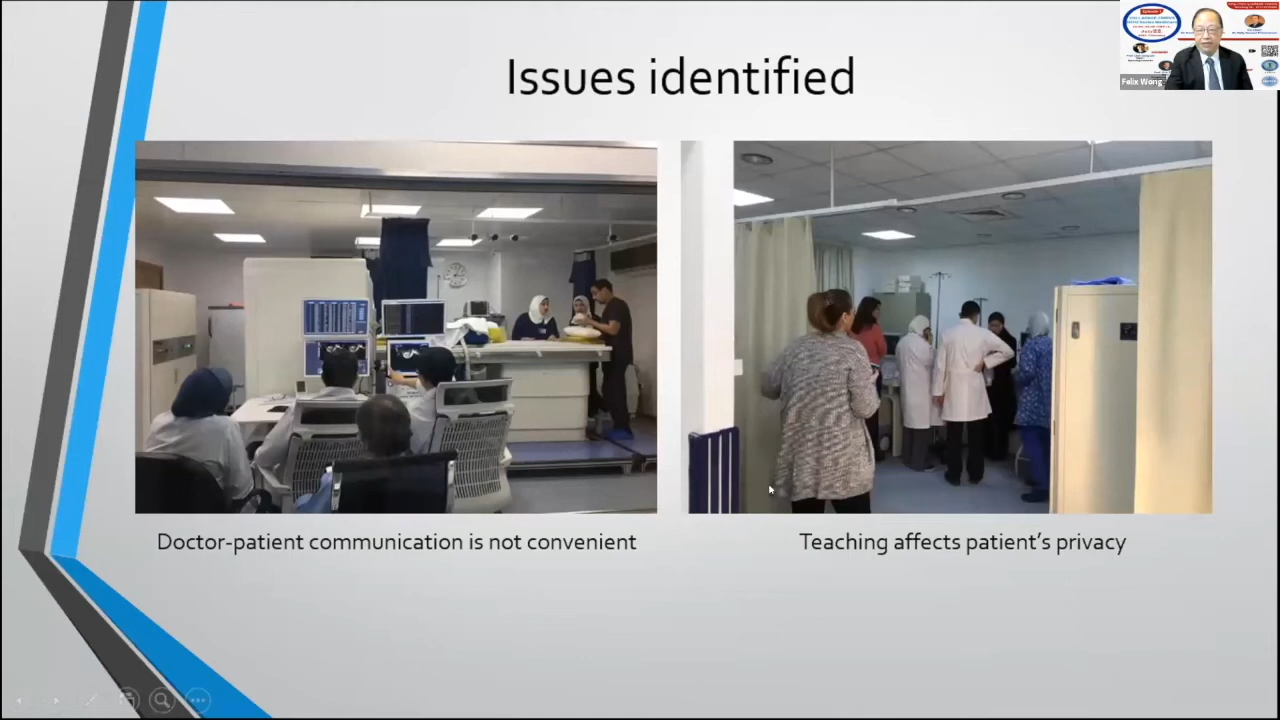 Issues identified
Felix Wong
Doctor-patient communication is not convenient
Teaching affects patient’s privacy